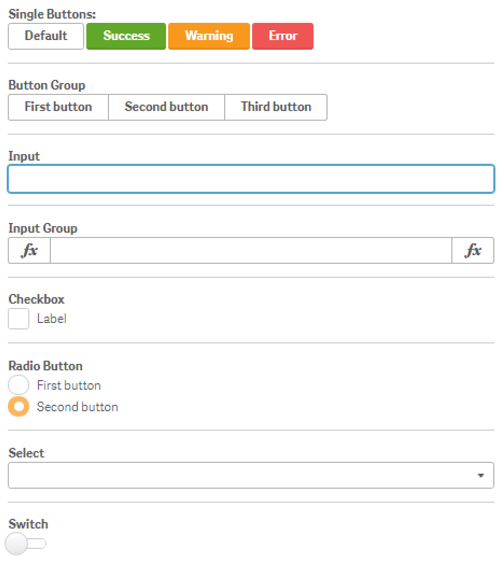 Single Buttons:
Default Success Warning Error
Button Group
First button Second button Third button
Input
Input Group
fx fx
Checkbox
Label
Radio Button
First button
Second button
Select
Switch